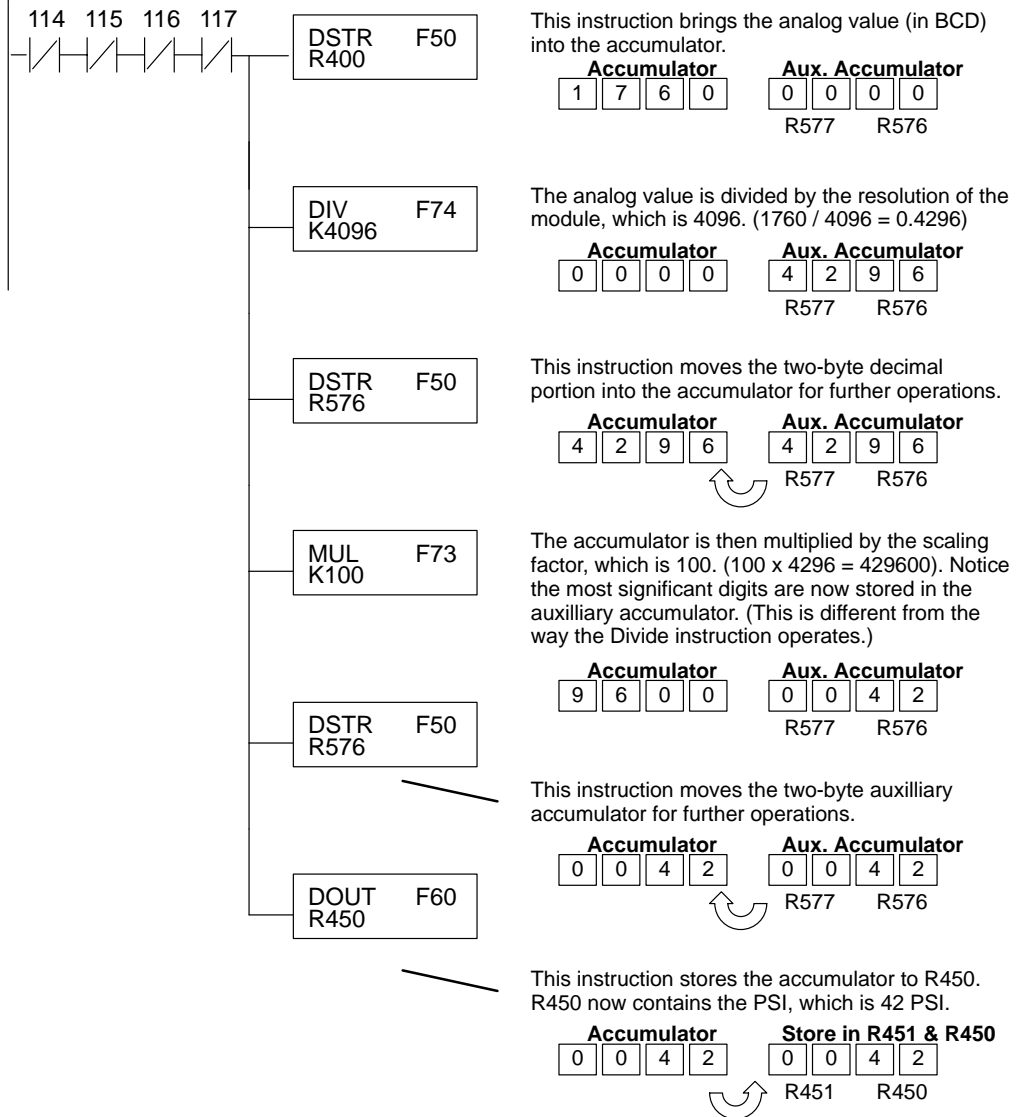 114 115 116 117
DSTR F50
R400
This instruction brings the analog value (in BCD)
into the accumulator.
Accumulator Aux. Accumulator
1 7 6 0 0 0 0 0
R577 R576
DIV F74
K4096
The analog value is divided by the resolution of the
module, which is 4096. (1760 / 4096 = 0.4296)
Accumulator Aux. Accumulator
0 0 0 0 4 2 9 6
R577 R576
DSTR F50
R576
This instruction moves the two-byte decimal
portion into the accumulator for further operations.
Accumulator Aux. Accumulator
4 2 9 6 4 2 9 6
R577 R576
MUL F73
K100
The accumulator is then multiplied by the scaling
factor, which is 100. (100 x 4296 = 429600). Notice
the most significant digits are now stored in the
auxilliary accumulator. (This is different from the
way the Divide instruction operates.)
Accumulator Aux. Accumulator
9 6 0 0 0 0 4 2
R577 R576
DSTR F50
R576
This instruction moves the two-byte auxilliary
accumulator for further operations.
Accumulator Aux. Accumulator
0 0 4 2 0 0 4 2
R577 R576
DOUT F60
R450
This instruction stores the accumulator to R450.
R450 now contains the PSI, which is 42 PSI.
Accumulator Store in R451 & R450
0 0 4 2 0 0 4 2
R451 R450